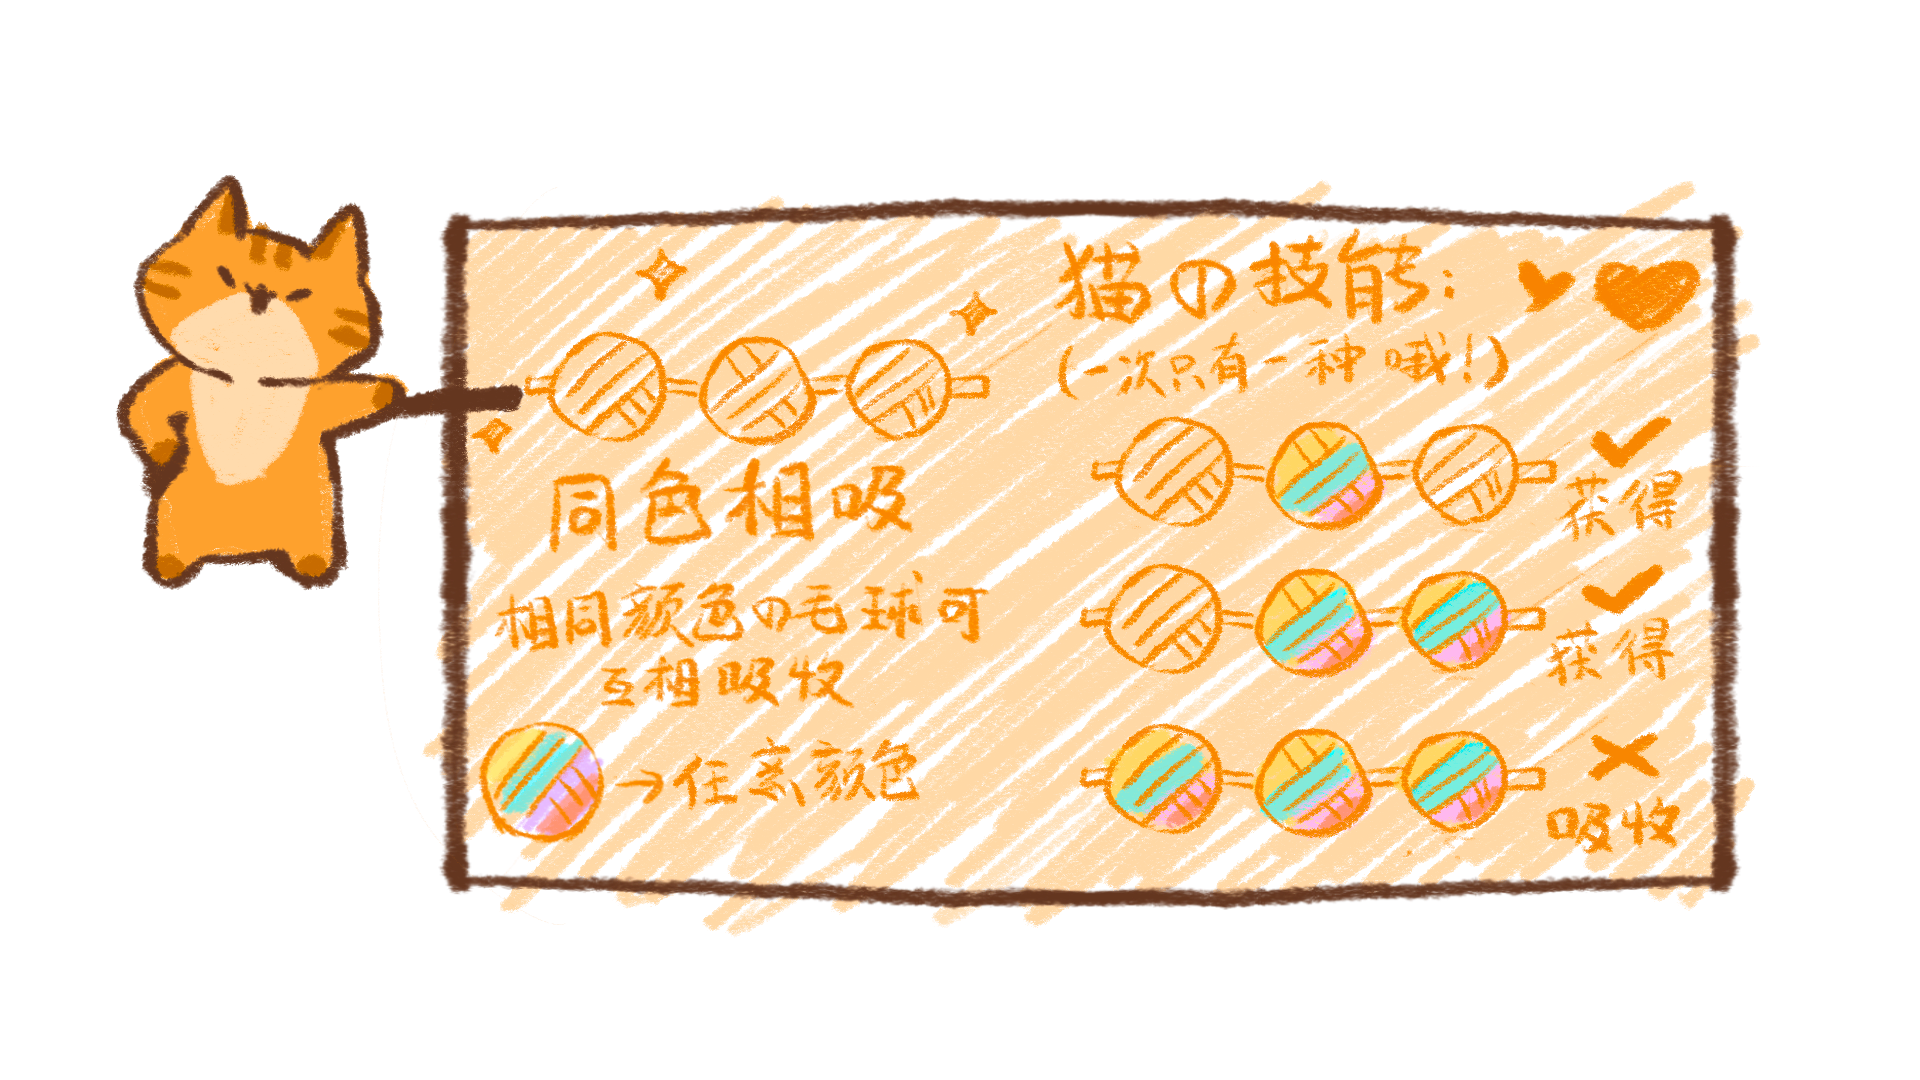 同色相吸
相同颜色の毛球可
互相吸收
→任意颜色
猫の技能:
(一次只有一种哦!)
获得
获得
吸收